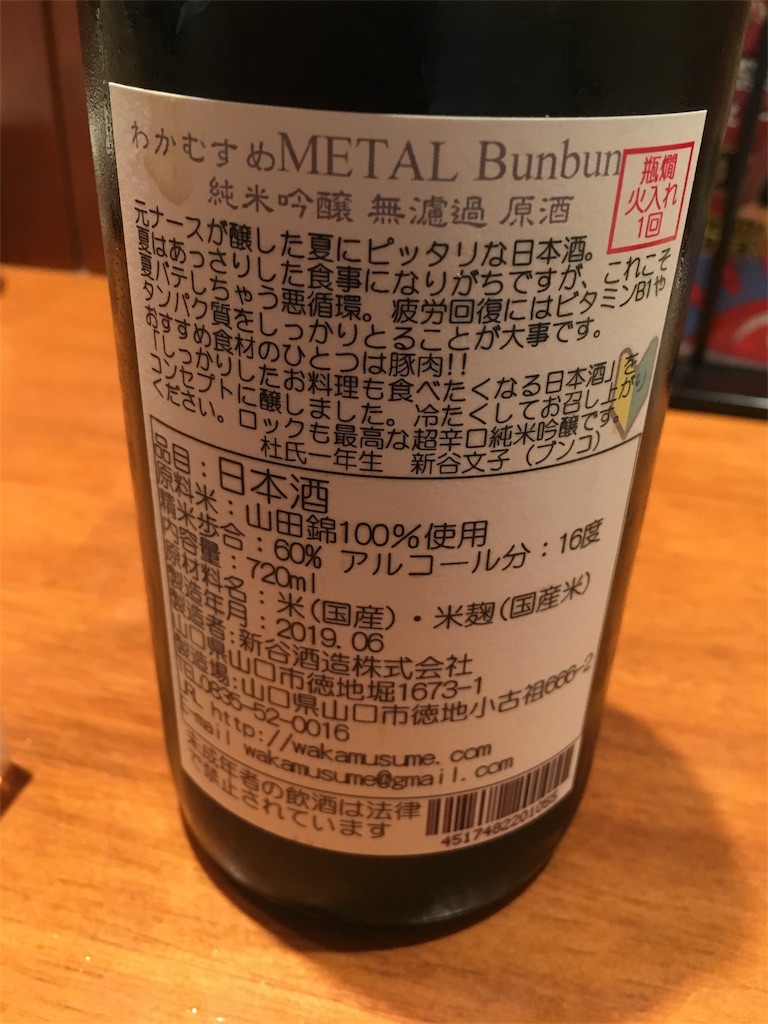 わかむすめMETAL Bunbun
純米吟醸 無濾過 原酒
瓶燗
火入れ
1回
元ナースが醸した夏にピッタリな日本酒。
夏はあっさりした食事になりがちですが、これこそ
夏バテしちゃう悪循環。疲労回復にはビタミンB1や
タンパク質をしっかりとることが大事です。
おすすめ食材のひとつは豚肉!!
「しっかりしたお料理も食べたくなる日本酒」を
コンセプトに醸しました。冷たくしてお召し上がり
ください。ロックも最高な超辛口純米吟醸です。
杜氏一年生 新谷文子（ブンコ）
品目：日本酒
原料米：山田錦100%使用
精米歩合：60% アルコール分：16度
内容量：720ml
原材料名：米(国産)・米麹(国産米)
製造年月：2019.06
製造者:新谷酒造株式会社
山口県山口市徳地堀1673-1
製造場:山口県山口市徳地小古祖666-2
TEL0835-52-0016
URL http://wakamusume.com
E-mail wakamusume@gmail.com
未成年者の飲酒は法律
で禁止されています
4517482201055